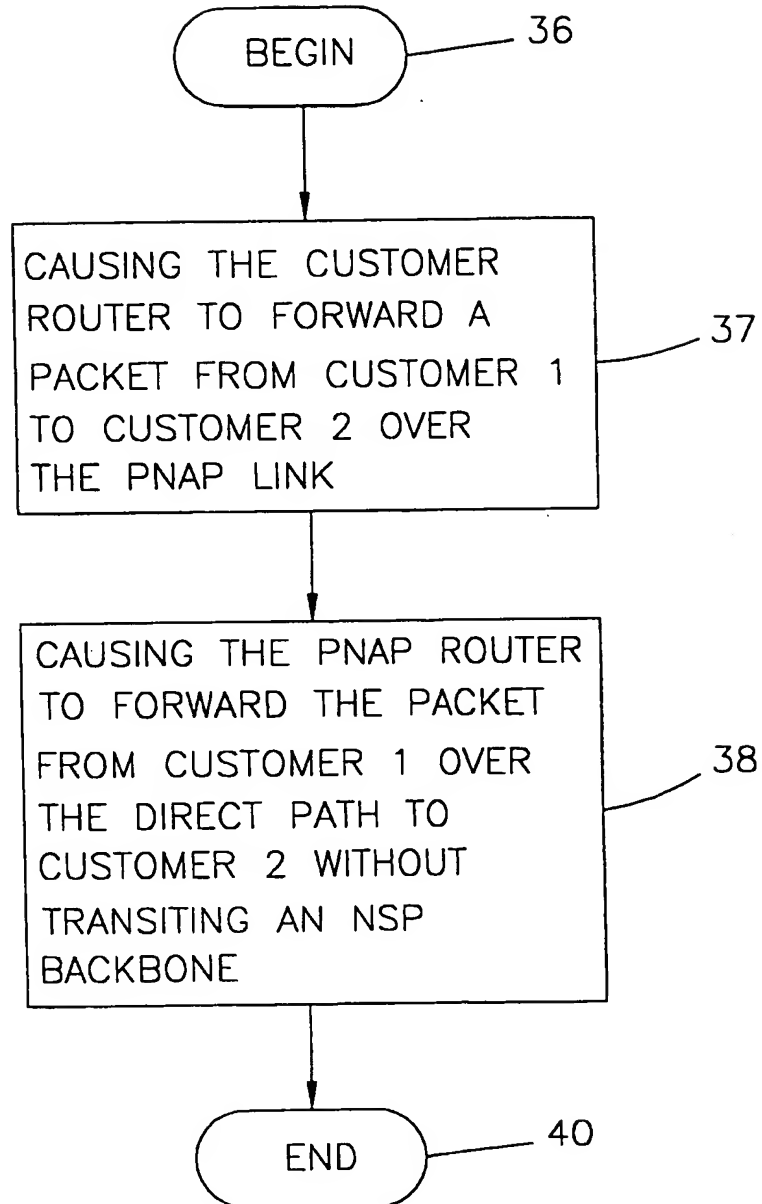 BEGIN
36
CAUSING THE CUSTOMER
ROUTER TO FORWARD A
PACKET FROM CUSTOMER 1
TO CUSTOMER 2 OVER
THE PNAP LINK
37
CAUSING THE PNAP ROUTER
TO FORWARD THE PACKET
FROM CUSTOMER 1 OVER
THE DIRECT PATH TO
CUSTOMER 2 WITHOUT
TRANSITING AN NSP
BACKBONE
38
END
40